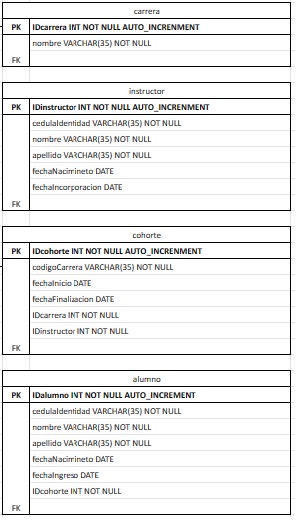 carrera
PK IDcarrera INT NOT NULL AUTO_INCRENMENT
nombre VARCHAR(35) NOT NULL
FK
instructor
PK IDinstructor INT NOT NULL AUTO_INCRENMENT
cedulaIdentidad VARCHAR(35) NOT NULL
nombre VARCHAR(35) NOT NULL
apellido VARCHAR(35) NOT NULL
fechaNacimineto DATE
fechaIncorporacion DATE
FK
cohorte
PK IDcohorte INT NOT NULL AUTO_INCRENMENT
codigoCarrera VARCHAR(35) NOT NULL
fechaInicio DATE
fechaFinalizacion DATE
IDcarrera INT NOT NULL
IDinstructor INT NOT NULL
FK
alumno
PK IDalumno INT NOT NULL AUTO_INCREMENT
cedulaIdentidad VARCHAR(35) NOT NULL
nombre VARCHAR(35) NOT NULL
apellido VARCHAR(35) NOT NULL
fechaNacimineto DATE
fechaIngreso DATE
IDcohorte INT NOT NULL
FK